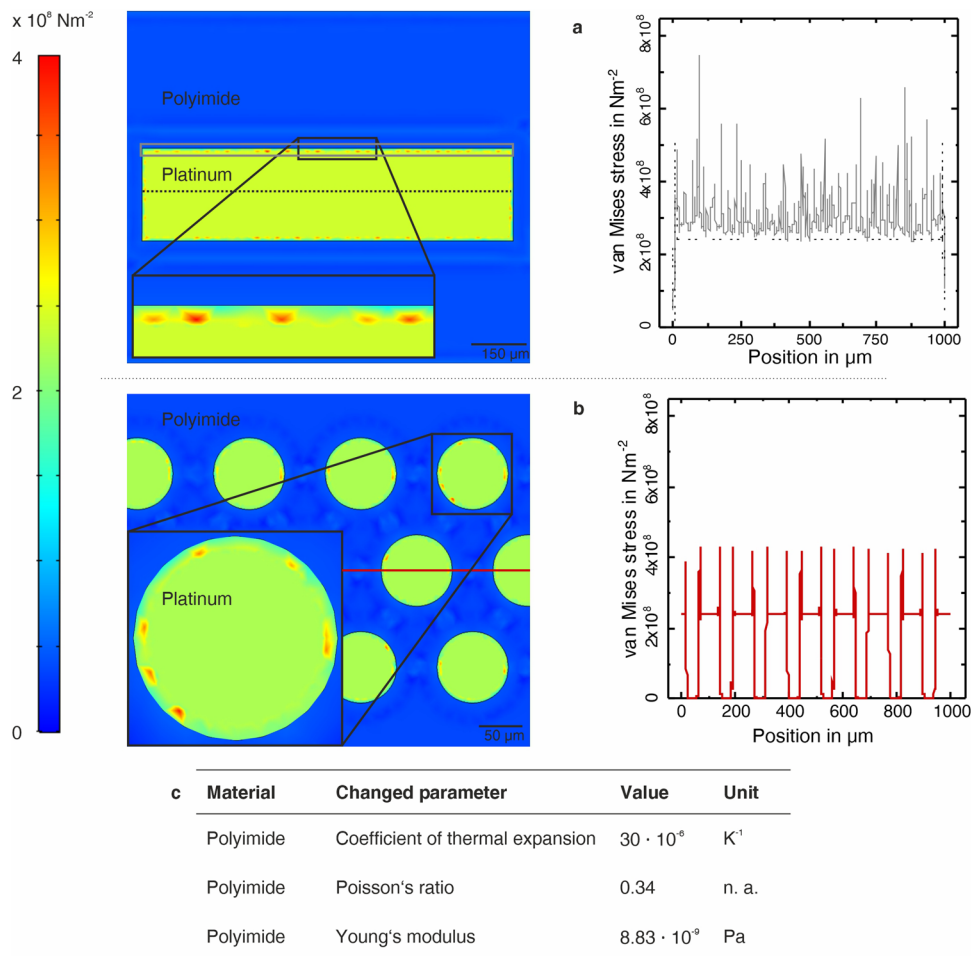 x 10⁸ Nm⁻²
4
2
0
Polyimide
Platinum
150 µm
a
van Mises stress in Nm⁻²
8x10⁸
6x10⁸
4x10⁸
2x10⁸
0
0 250 500 750 1000
Position in µm
Polyimide
Platinum
50 µm
b
van Mises stress in Nm⁻²
8x10⁸
6x10⁸
4x10⁸
2x10⁸
0
0 200 400 600 800 1000
Position in µm
c Material Changed parameter Value Unit
Polyimide Coefficient of thermal expansion 30 · 10⁻⁶ K⁻¹
Polyimide Poisson‘s ratio 0.34 n. a.
Polyimide Young‘s modulus 8.83 · 10⁻⁹ Pa